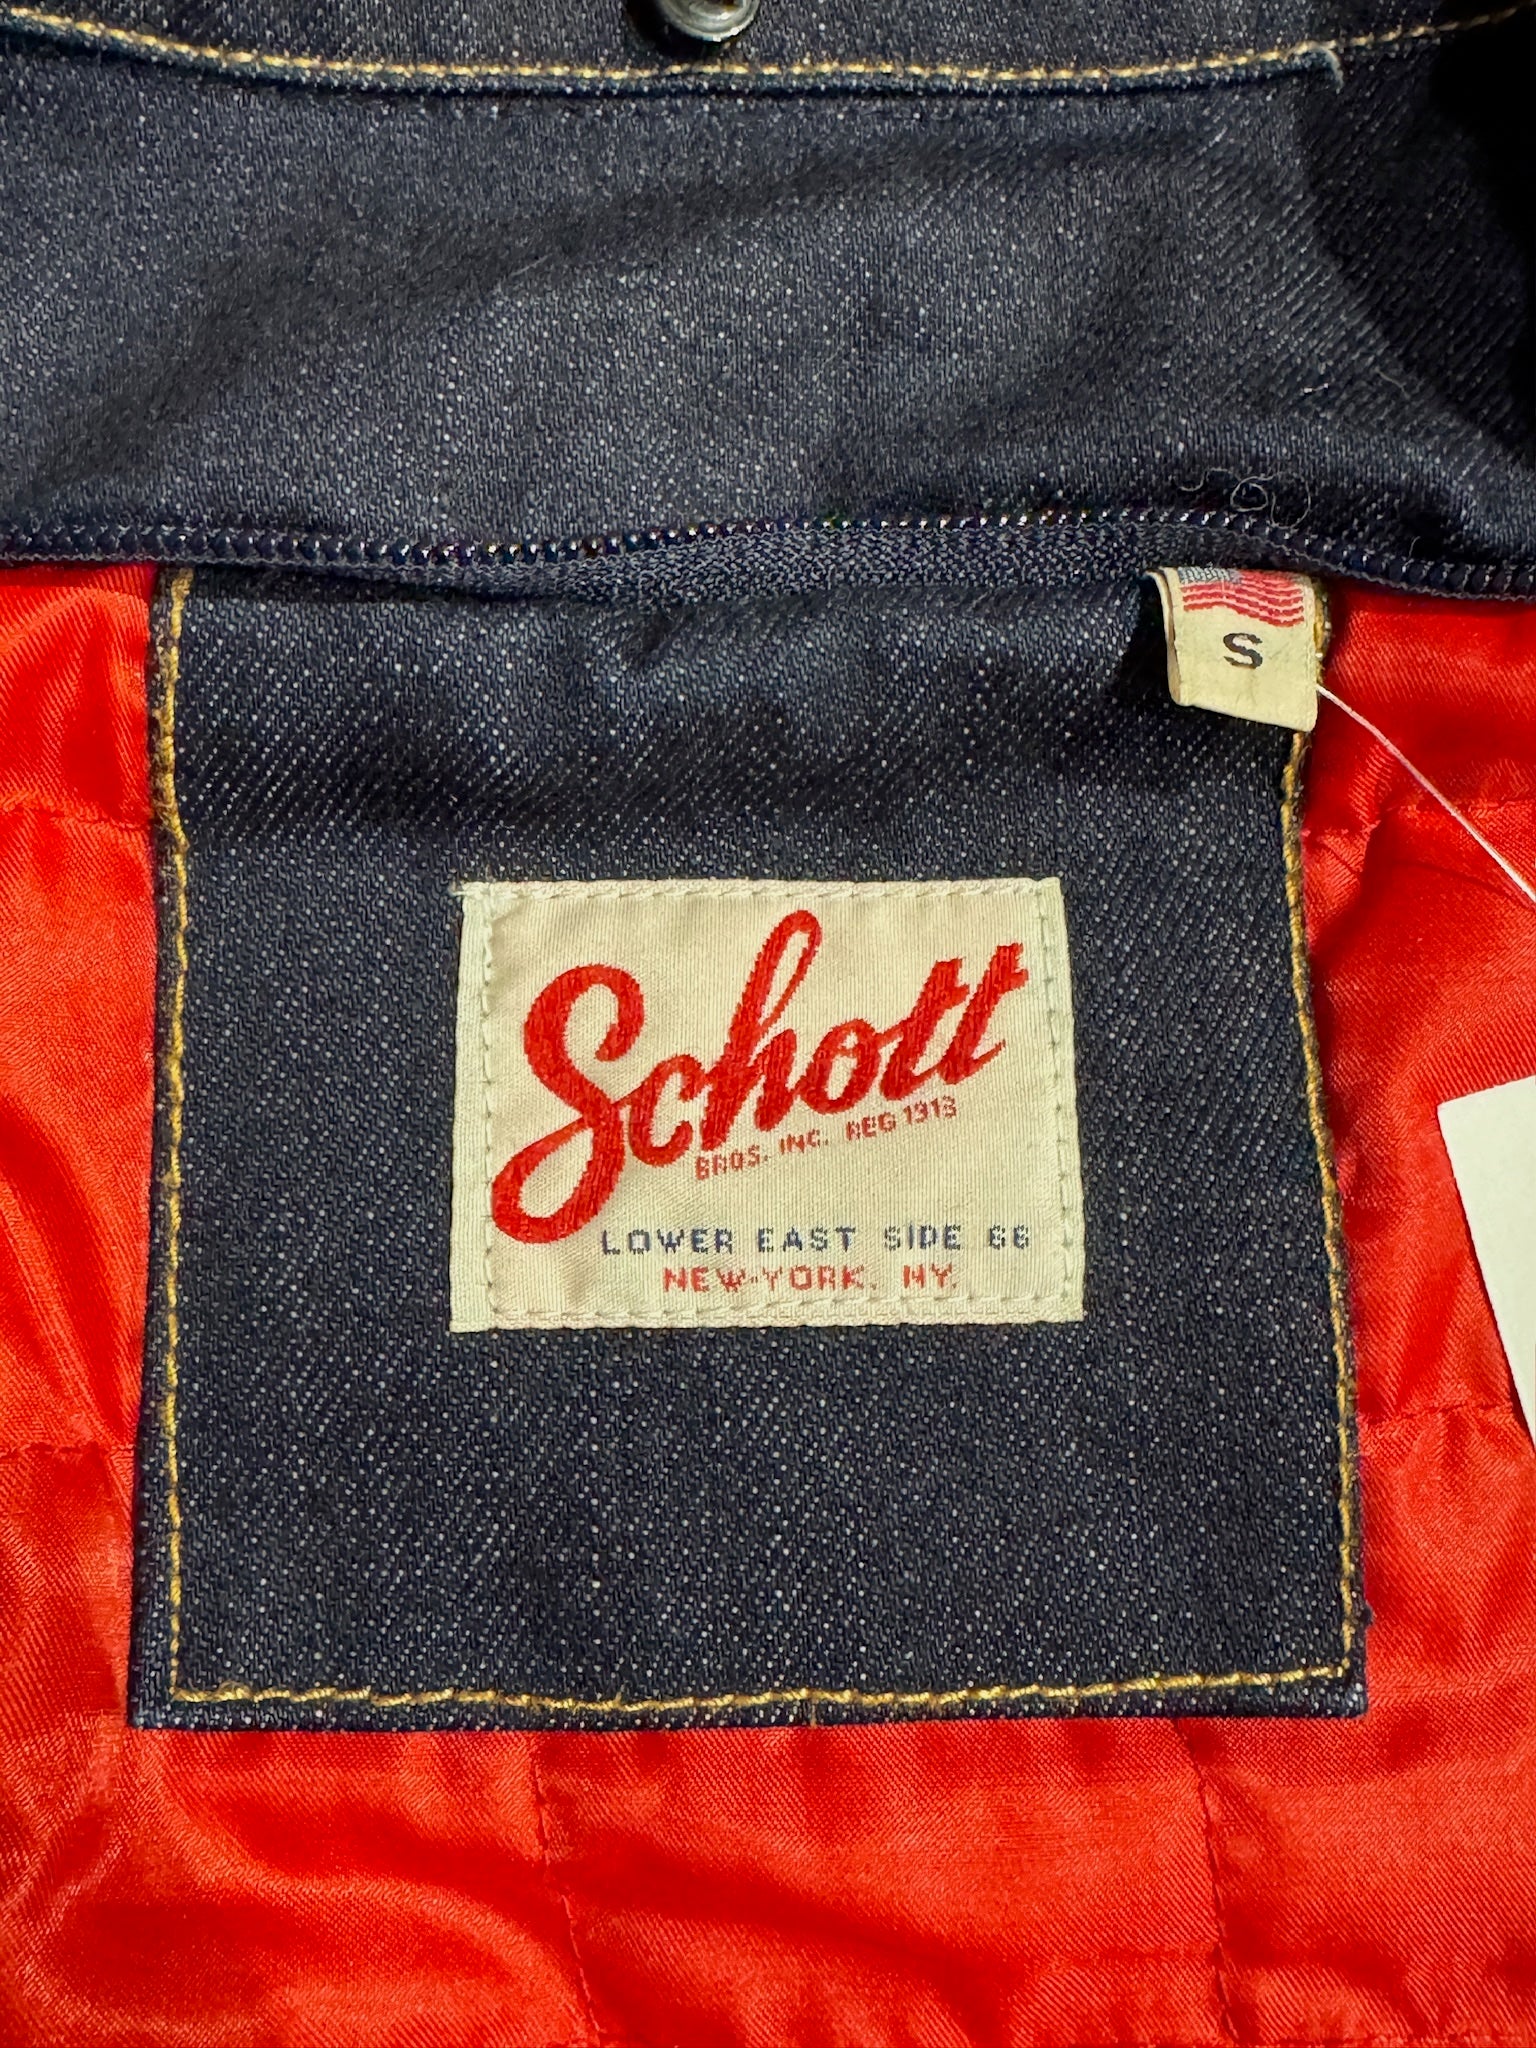 S
Schott
BROS. INC. REG 1913
LOWER EAST SIDE 66
NEW-YORK. NY.